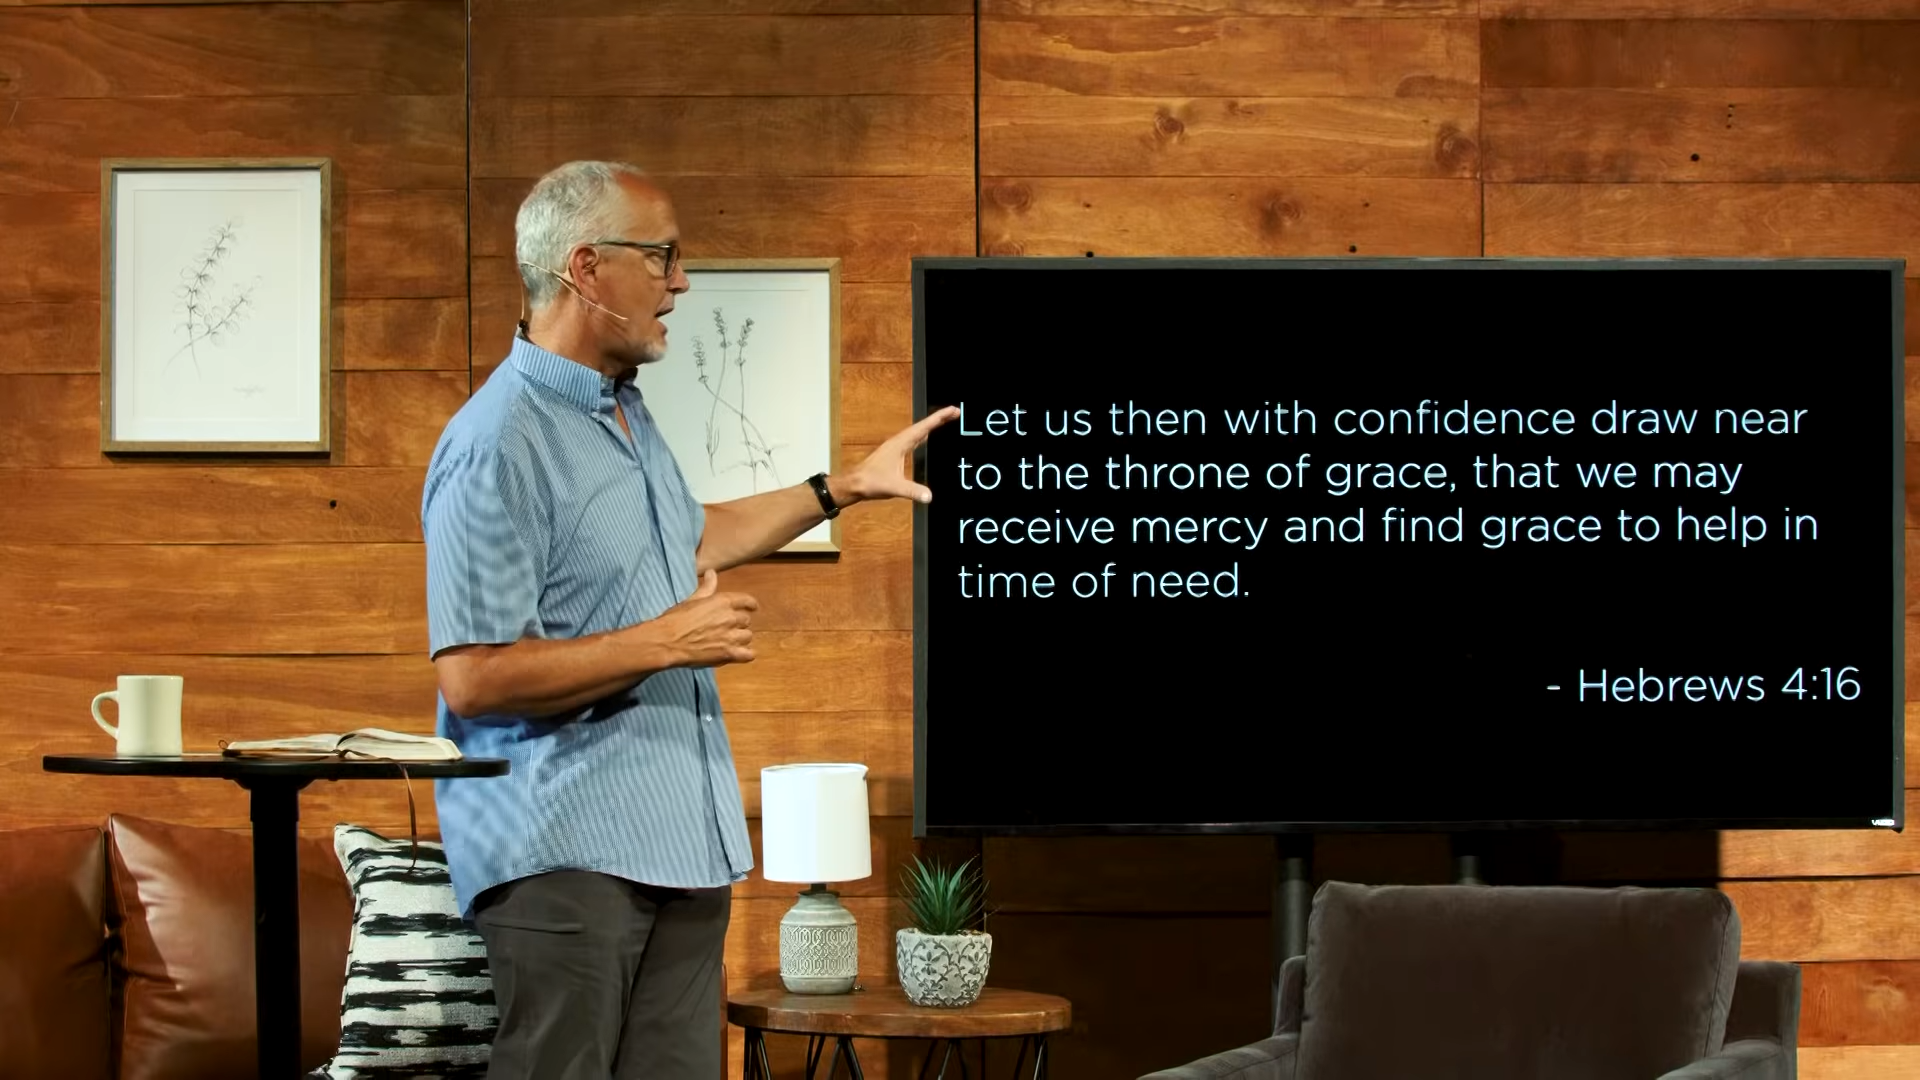 Let us then with confidence draw near
to the throne of grace, that we may
receive mercy and find grace to help in
time of need.
- Hebrews 4:16
VIZIO